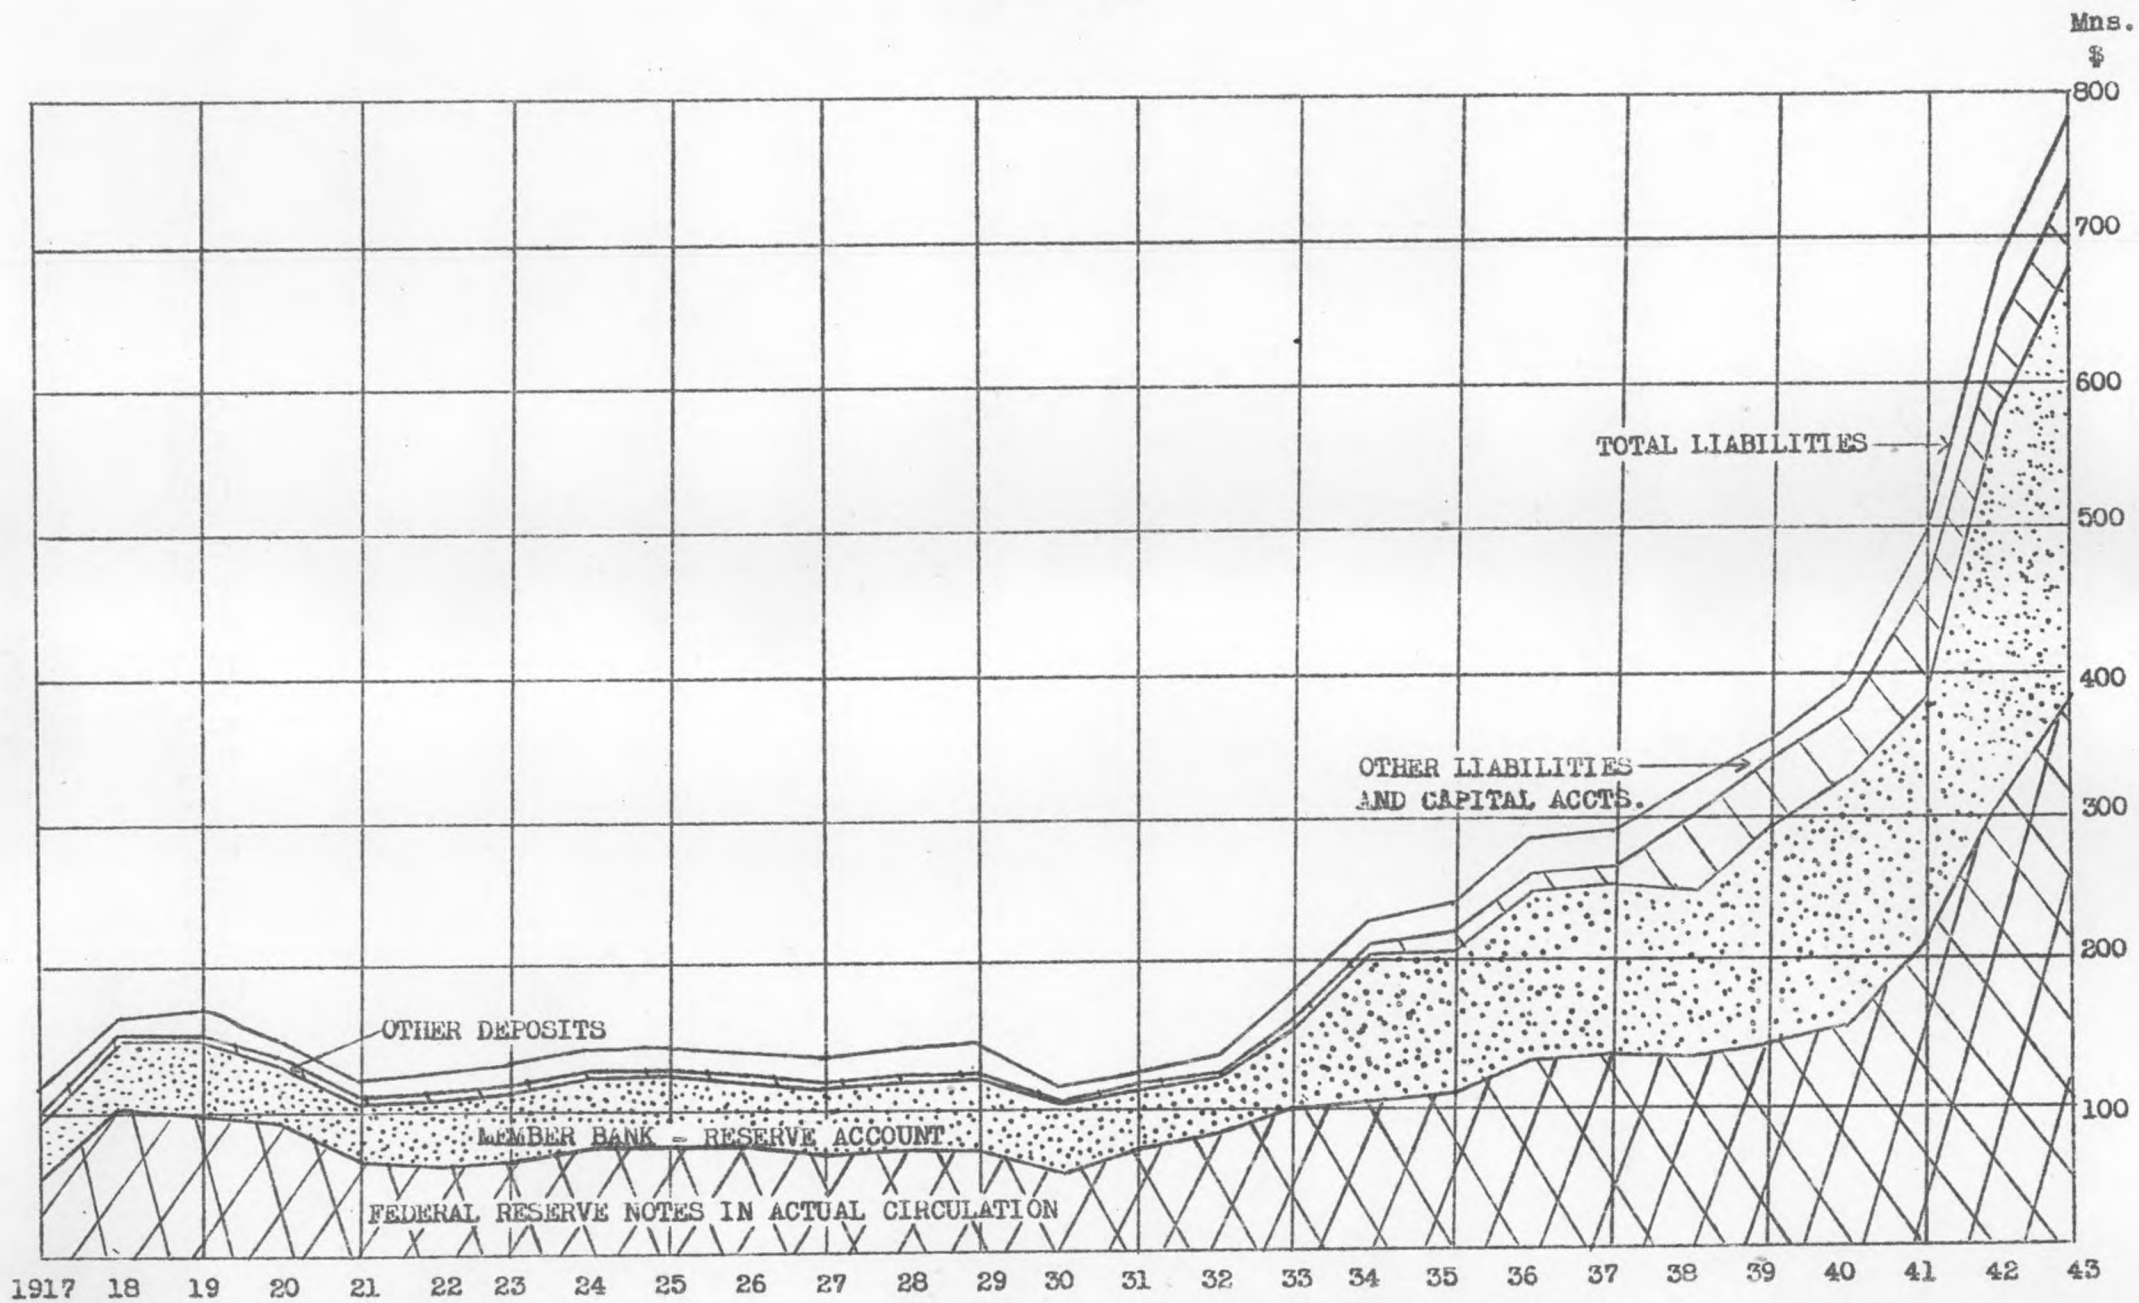 Mns.
$
800
700
600
TOTAL LIABILITIES
500
400
OTHER LIABILITIES
AND CAPITAL ACCTS.
300
200
OTHER DEPOSITS
100
MEMBER BANK - RESERVE ACCOUNT
FEDERAL RESERVE NOTES IN ACTUAL CIRCULATION
1917 18 19 20 21 22 23 24 25 26 27 28 29 30 31 32 33 34 35 36 37 38 39 40 41 42 43